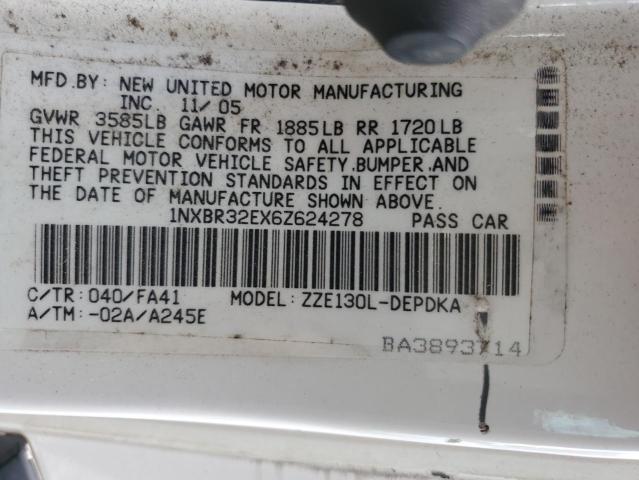 MFD.BY: NEW UNITED MOTOR MANUFACTURING
INC. 11/05
GVWR 3585LB GAWR FR 1885LB RR 1720LB
THIS VEHICLE CONFORMS TO ALL APPLICABLE
FEDERAL MOTOR VEHICLE SAFETY,BUMPER,AND
THEFT PREVENTION STANDARDS IN EFFECT ON
THE DATE OF MANUFACTURE SHOWN ABOVE.
1NXBR32EX6Z624278 PASS CAR
C/TR: 040/FA41 MODEL: ZZE130L-DEPDKA
A/TM: -02A/A245E